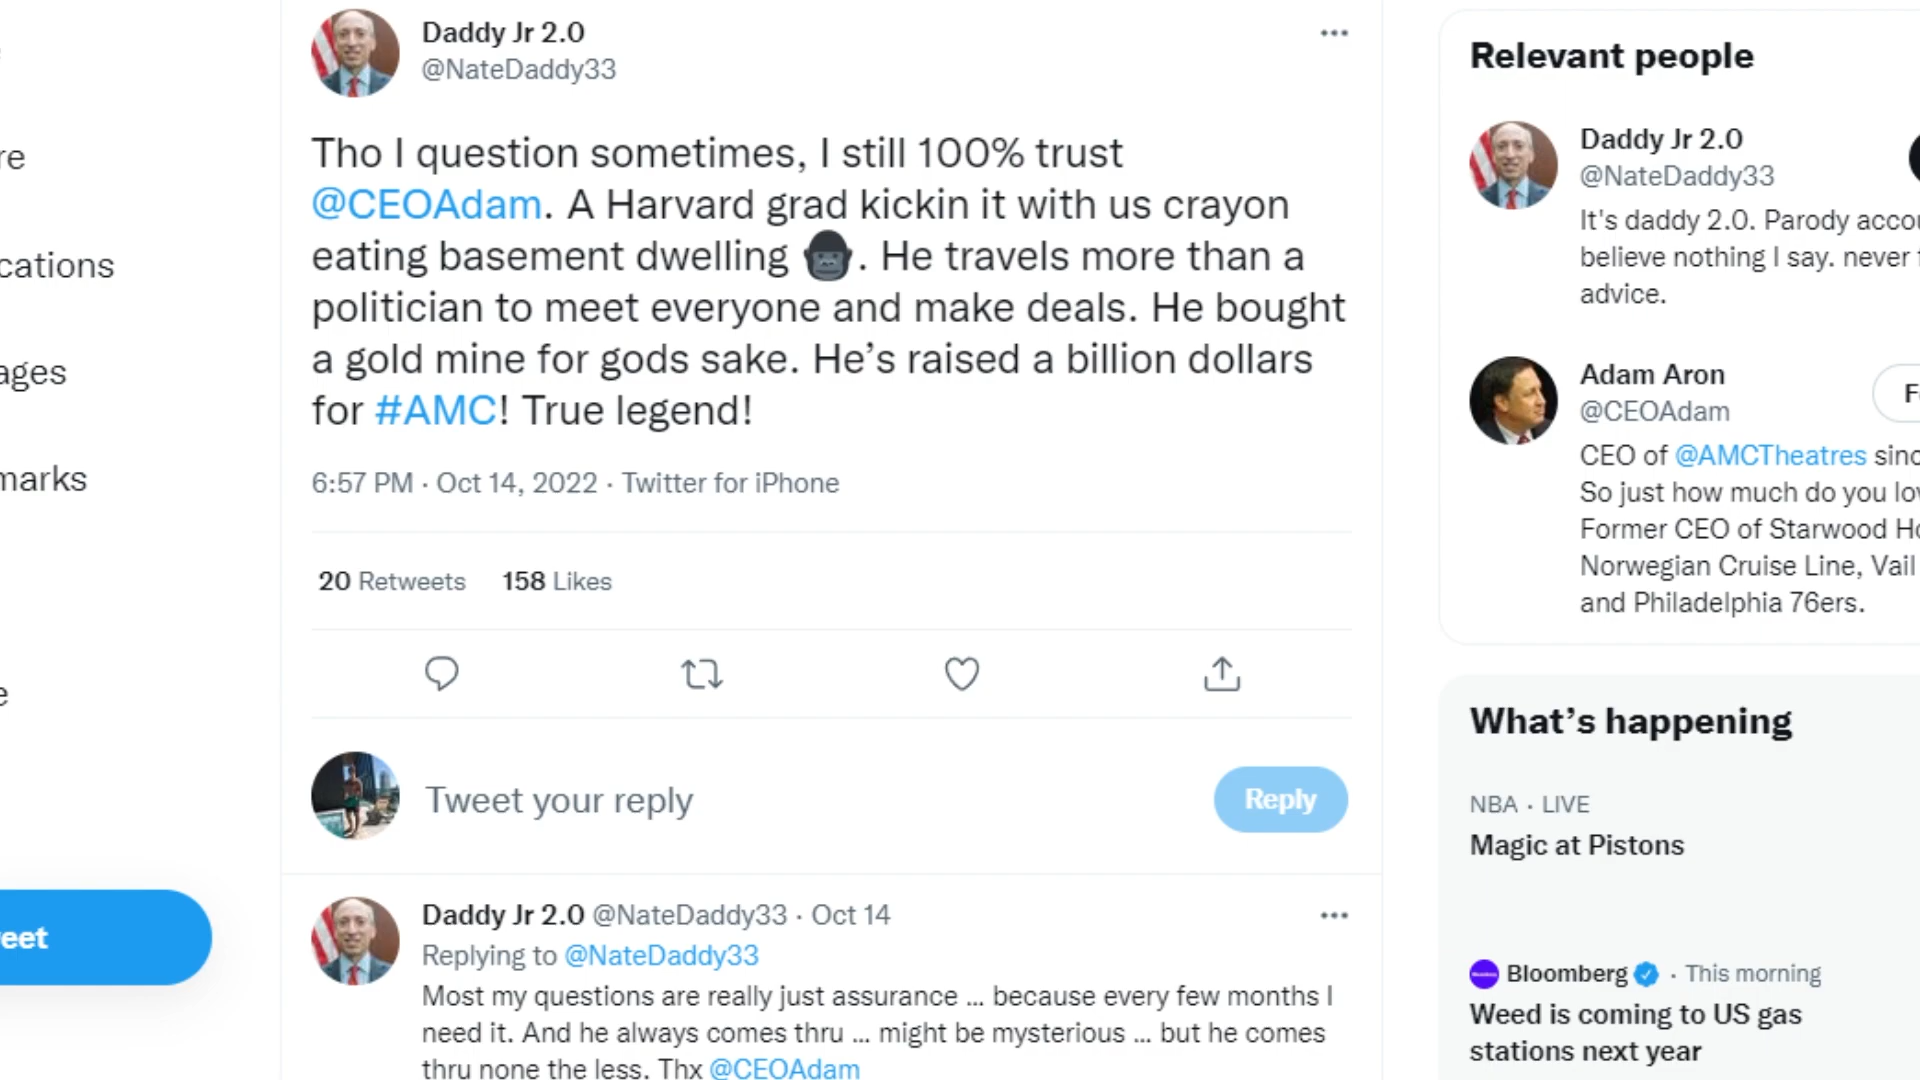 Daddy Jr 2.0
@NateDaddy33
Tho I question sometimes, I still 100% trust
@CEOAdam. A Harvard grad kickin it with us crayon
eating basement dwelling 🦍. He travels more than a
politician to meet everyone and make deals. He bought
a gold mine for gods sake. He’s raised a billion dollars
for #AMC! True legend!
6:57 PM · Oct 14, 2022 · Twitter for iPhone
20 Retweets 158 Likes
Tweet your reply
Reply
Daddy Jr 2.0 @NateDaddy33 · Oct 14
Replying to @NateDaddy33
Most my questions are really just assurance ... because every few months I
need it. And he always comes thru ... might be mysterious ... but he comes
thru none the less. Thx @CEOAdam
re
cations
ages
marks
e
eet
Relevant people
Daddy Jr 2.0
@NateDaddy33
It's daddy 2.0. Parody accou
believe nothing I say. never f
advice.
Adam Aron
@CEOAdam
F
CEO of @AMCTheatres sinc
So just how much do you lov
Former CEO of Starwood Ho
Norwegian Cruise Line, Vail
and Philadelphia 76ers.
What’s happening
NBA · LIVE
Magic at Pistons
Bloomberg · This morning
Weed is coming to US gas
stations next year